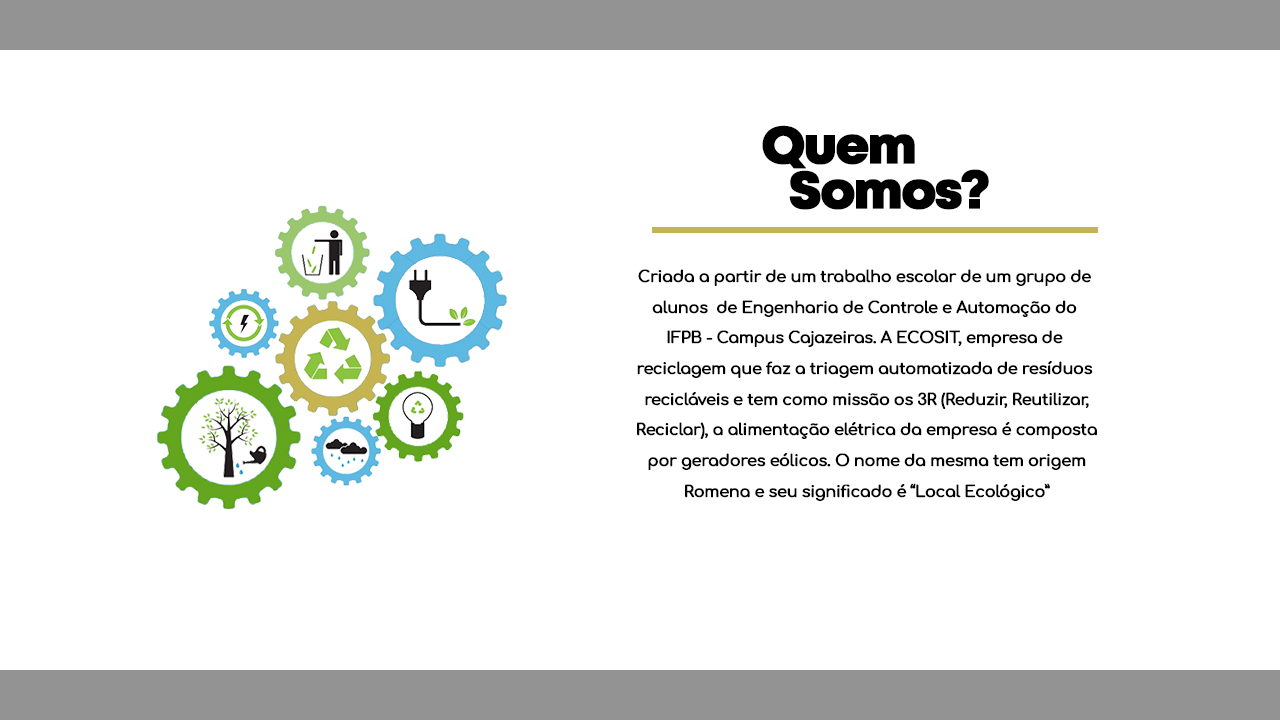 Quem
Somos?
Criada a partir de um trabalho escolar de um grupo de
alunos  de Engenharia de Controle e Automação do
IFPB - Campus Cajazeiras. A ECOSIT, empresa de
reciclagem que faz a triagem automatizada de resíduos
recicláveis e tem como missão os 3R (Reduzir, Reutilizar,
Reciclar), a alimentação elétrica da empresa é composta
por geradores eólicos. O nome da mesma tem origem
Romena e seu significado é “Local Ecológico”